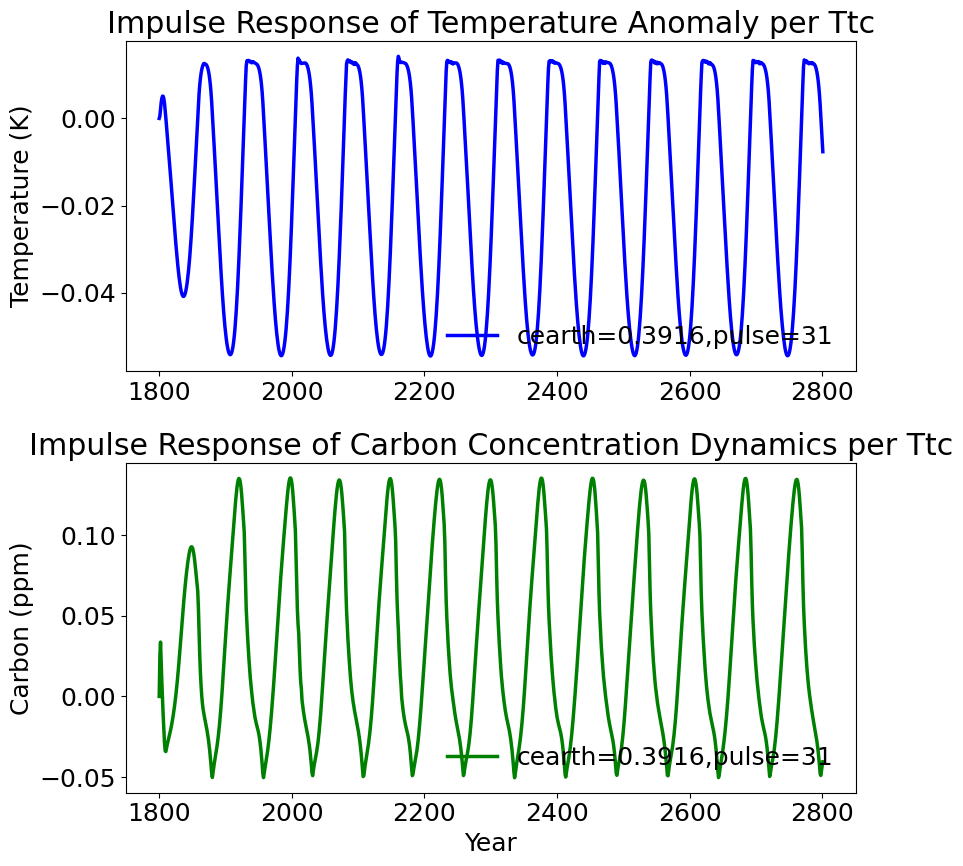 Impulse Response of Temperature Anomaly per Ttc
Temperature (K)
0.00
−0.02
−0.04
cearth=0.3916,pulse=31
1800 2000 2200 2400 2600 2800
Impulse Response of Carbon Concentration Dynamics per Ttc
Carbon (ppm)
0.10
0.05
0.00
−0.05
cearth=0.3916,pulse=31
1800 2000 2200 2400 2600 2800
Year